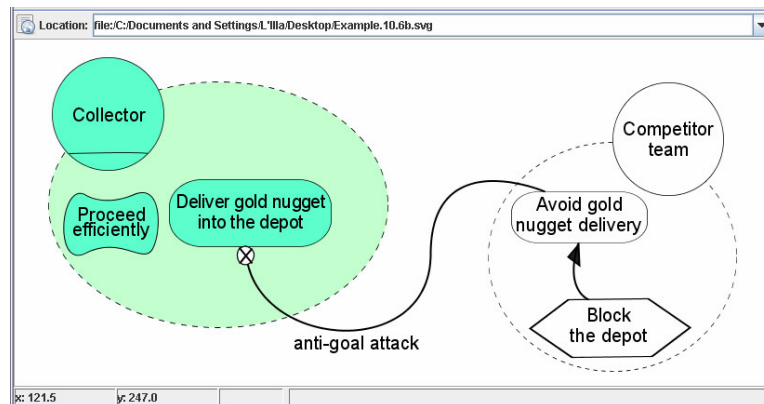 Location: file:/C:/Documents and Settings/L'Illa/Desktop/Example.10.6b.svg
Collector
Competitor
team
Proceed
efficiently
Deliver gold nugget
into the depot
Avoid gold
nugget delivery
Block
the depot
anti-goal attack
x: 121.5 y: 247.0